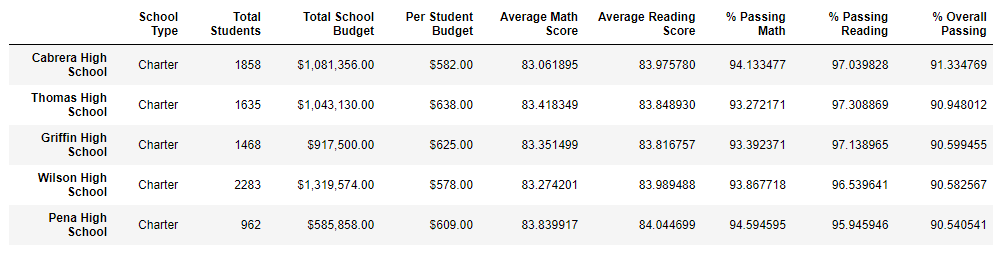 School Type Total Students Total School Budget Per Student Budget Average Math Score Average Reading Score % Passing Math % Passing Reading % Overall Passing
Cabrera High School Charter 1858 $1,081,356.00 $582.00 83.061895 83.975780 94.133477 97.039828 91.334769
Thomas High School Charter 1635 $1,043,130.00 $638.00 83.418349 83.848930 93.272171 97.308869 90.948012
Griffin High School Charter 1468 $917,500.00 $625.00 83.351499 83.816757 93.392371 97.138965 90.599455
Wilson High School Charter 2283 $1,319,574.00 $578.00 83.274201 83.989488 93.867718 96.539641 90.582567
Pena High School Charter 962 $585,858.00 $609.00 83.839917 84.044699 94.594595 95.945946 90.540541